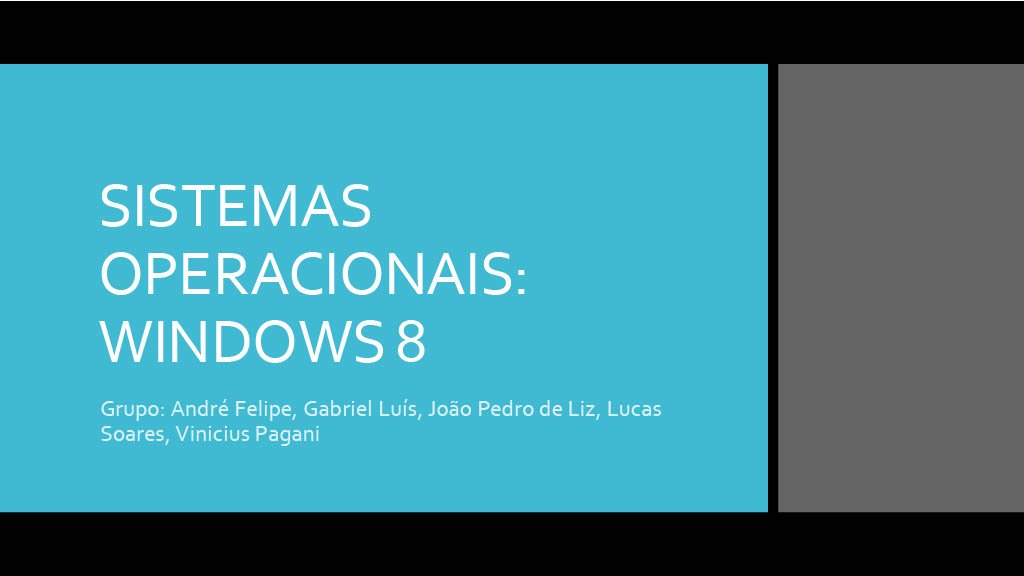 SISTEMAS
OPERACIONAIS:
WINDOWS 8
Grupo: André Felipe, Gabriel Luís, João Pedro de Liz, Lucas
Soares, Vinicius Pagani